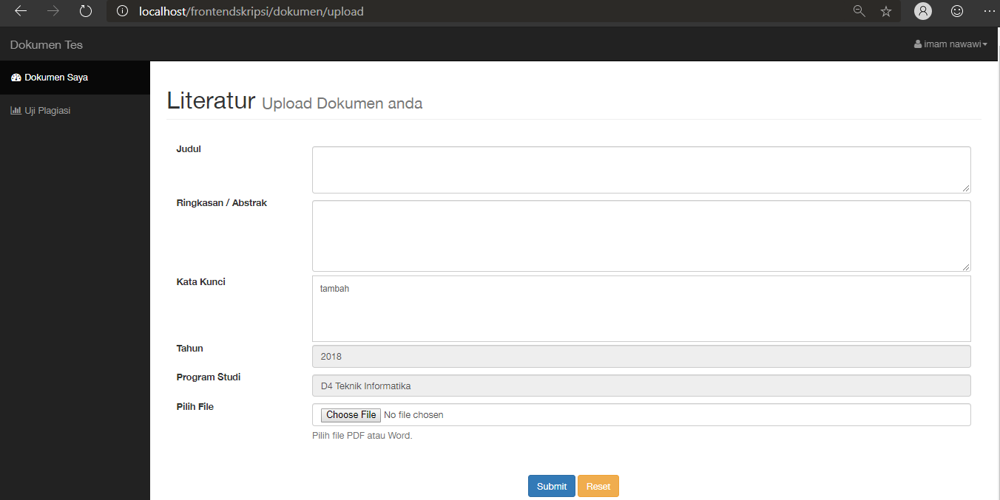 localhost/frontendskripsi/dokumen/upload
Dokumen Tes
imam nawawi
Dokumen Saya
Uji Plagiasi
Literatur Upload Dokumen anda
Judul
Ringkasan / Abstrak
Kata Kunci
tambah
Tahun
2018
Program Studi
D4 Teknik Informatika
Pilih File
Choose File No file chosen
Pilih file PDF atau Word.
Submit Reset